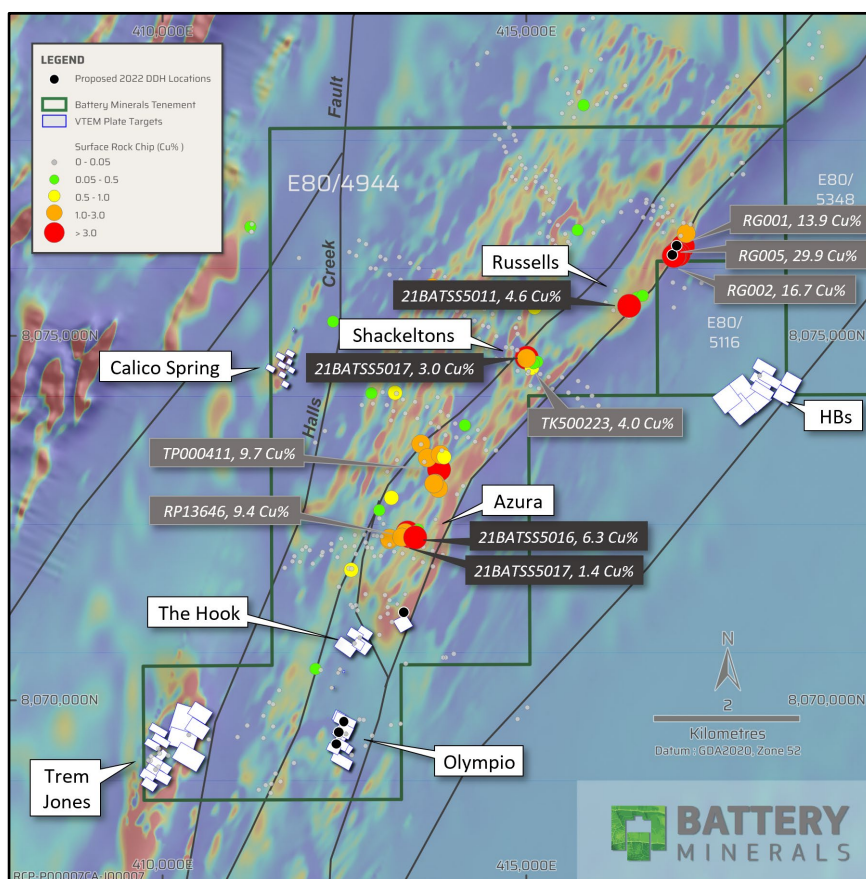 410,000E
415,000E
LEGEND
Proposed 2022 DDH Locations
Battery Minerals Tenement
VTEM Plate Targets
Surface Rock Chip (Cu% )
0 - 0.05
0.05 - 0.5
0.5 - 1.0
1.0-3.0
> 3.0
Fault
E80/4944
E80/
5348
RG001, 13.9 Cu%
RG005, 29.9 Cu%
RG002, 16.7 Cu%
Creek
Russells
21BATSS5011, 4.6 Cu%
E80/
5116
8,075,000N
8,075,000N
Shackeltons
Calico Spring
21BATSS5017, 3.0 Cu%
Halls
HBs
TK500223, 4.0 Cu%
TP000411, 9.7 Cu%
Azura
RP13646, 9.4 Cu%
21BATSS5016, 6.3 Cu%
21BATSS5017, 1.4 Cu%
The Hook
N
8,070,000N
8,070,000N
2
Kilometres
Datum : GDA2020, Zone 52
Trem
Jones
Olympio
BATTERY
MINERALS
410,000E
415,000E
RCP-P00007CA-J00007